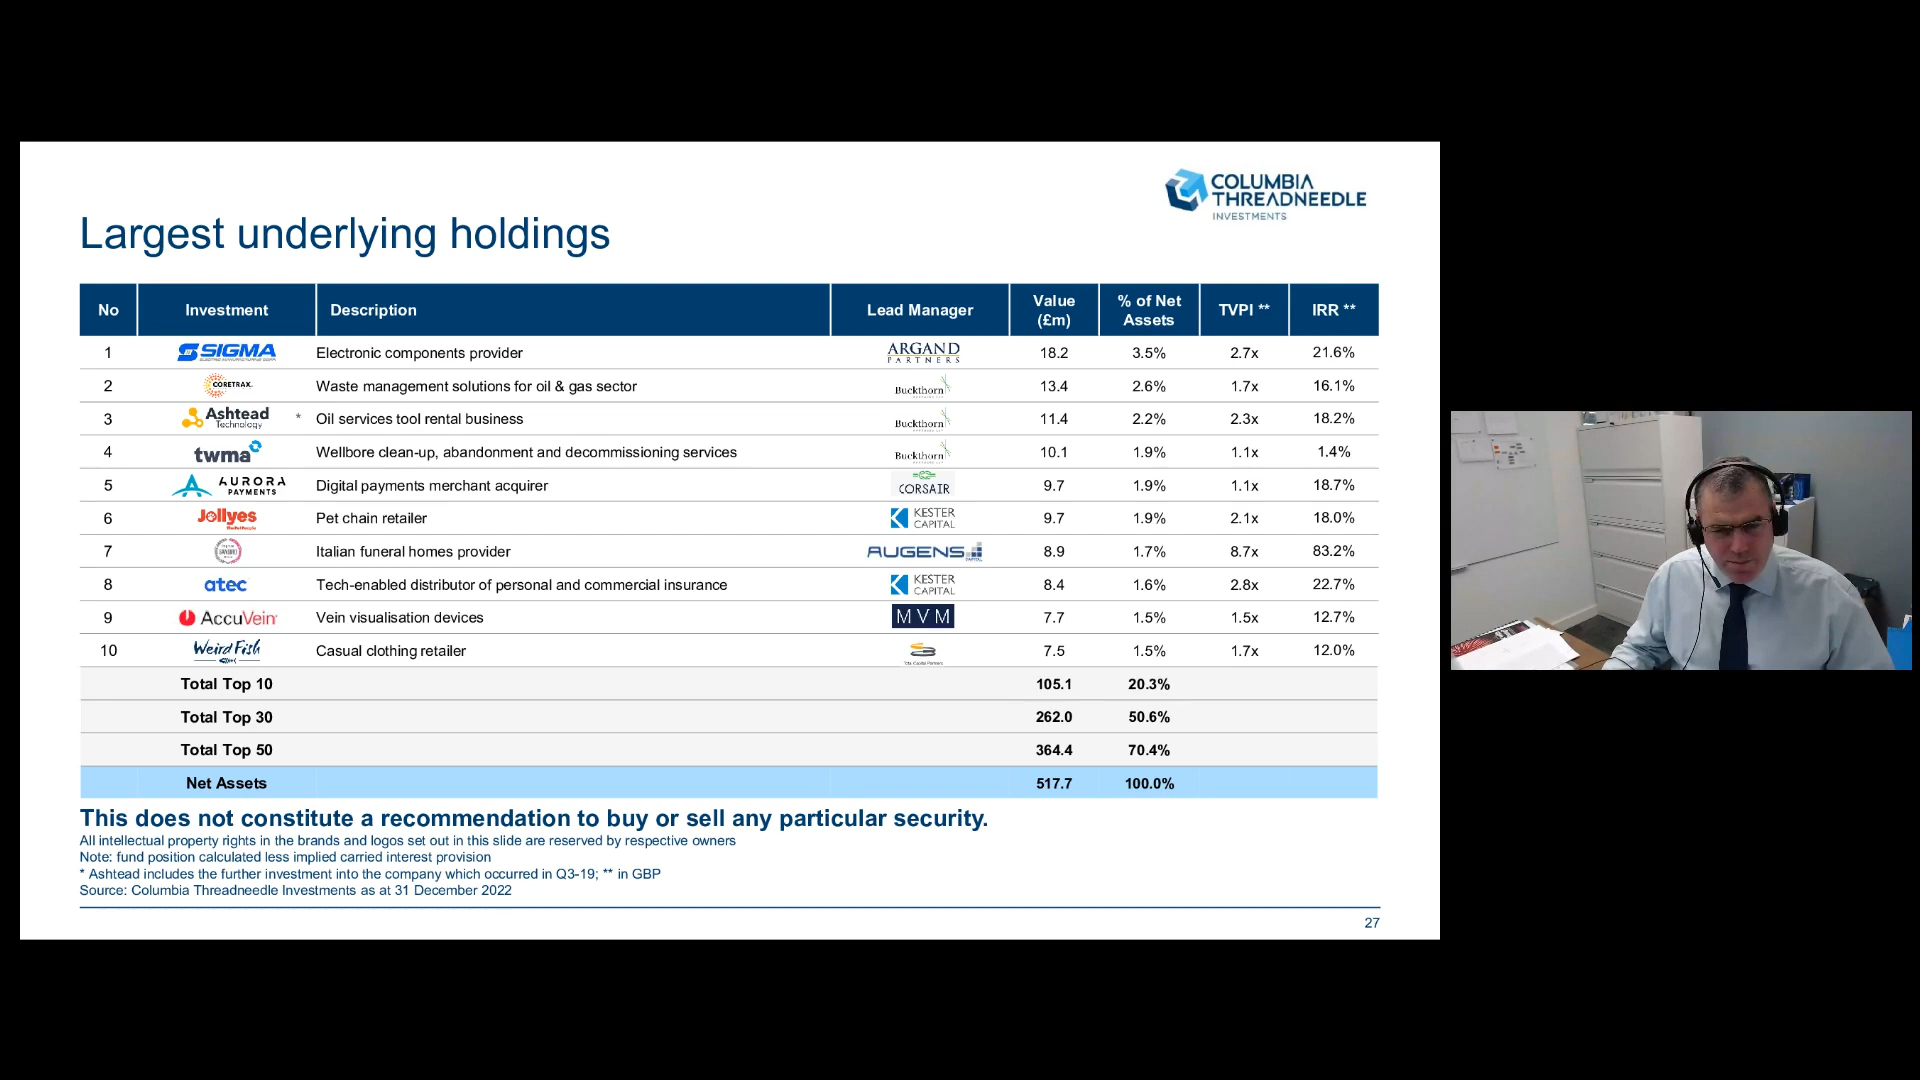 COLUMBIA
THREADNEEDLE
INVESTMENTS
Largest underlying holdings
No Investment Description Lead Manager Value (£m) % of Net Assets TVPI ** IRR **
1 SIGMA Electronic components provider ARGAND PARTNERS 18.2 3.5% 2.7x 21.6%
2 CORETRAX. Waste management solutions for oil & gas sector Buckthorn 13.4 2.6% 1.7x 16.1%
3 Ashtead Technology * Oil services tool rental business Buckthorn 11.4 2.2% 2.3x 18.2%
4 twma Wellbore clean-up, abandonment and decommissioning services Buckthorn 10.1 1.9% 1.1x 1.4%
5 AURORA PAYMENTS Digital payments merchant acquirer CORSAIR 9.7 1.9% 1.1x 18.7%
6 Jollyes Pet chain retailer KESTER CAPITAL 9.7 1.9% 2.1x 18.0%
7 Italian funeral homes provider AUGENS CAPITAL 8.9 1.7% 8.7x 83.2%
8 atec Tech-enabled distributor of personal and commercial insurance KESTER CAPITAL 8.4 1.6% 2.8x 22.7%
9 AccuVein Vein visualisation devices MVM 7.7 1.5% 1.5x 12.7%
10 Weird Fish Casual clothing retailer Total Capital Partners 7.5 1.5% 1.7x 12.0%
Total Top 10 105.1 20.3%
Total Top 30 262.0 50.6%
Total Top 50 364.4 70.4%
Net Assets 517.7 100.0%
This does not constitute a recommendation to buy or sell any particular security.
All intellectual property rights in the brands and logos set out in this slide are reserved by respective owners
Note: fund position calculated less implied carried interest provision
* Ashtead includes the further investment into the company which occurred in Q3-19; ** in GBP
Source: Columbia Threadneedle Investments as at 31 December 2022
27